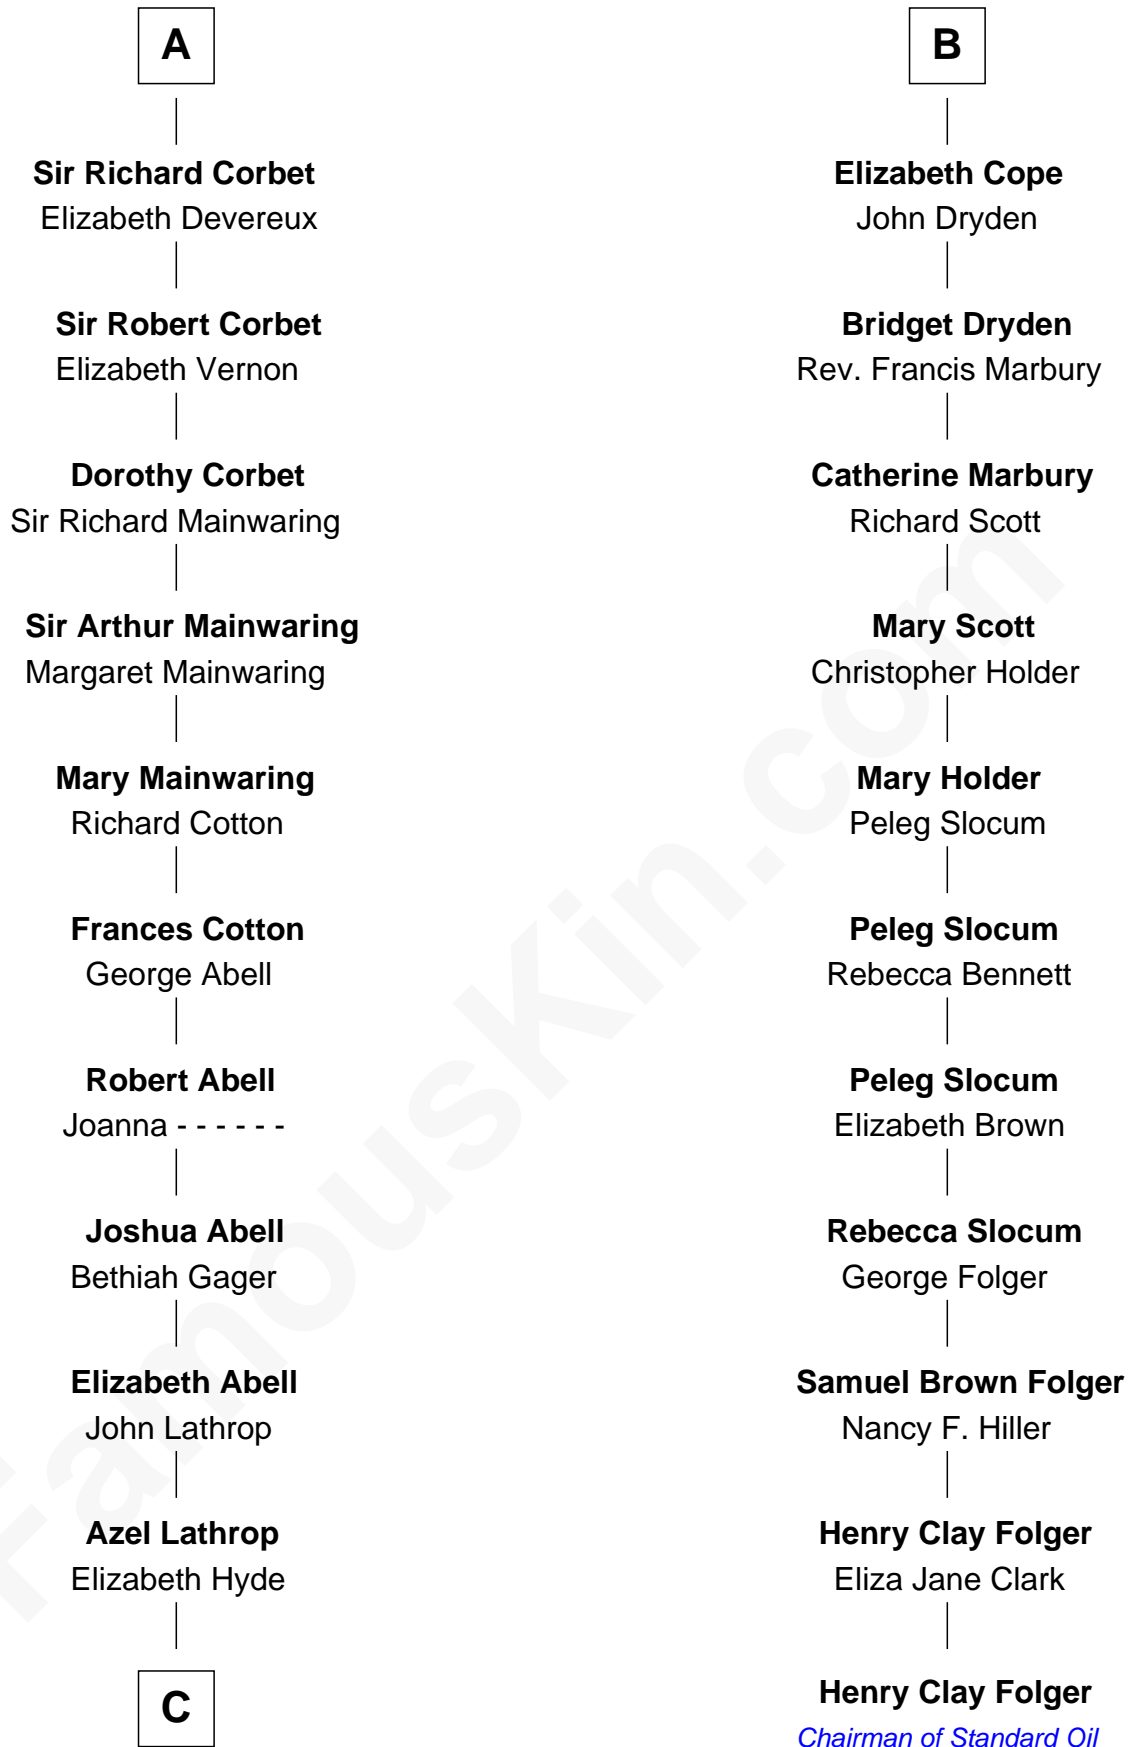 A
Sir Richard Corbet
Elizabeth Devereux
Sir Robert Corbet
Elizabeth Vernon
Dorothy Corbet
Sir Richard Mainwaring
Sir Arthur Mainwaring
Margaret Mainwaring
Mary Mainwaring
Richard Cotton
Frances Cotton
George Abell
Robert Abell
Joanna - - - - - -
Joshua Abell
Bethiah Gager
Elizabeth Abell
John Lathrop
Azel Lathrop
Elizabeth Hyde
C
B
Elizabeth Cope
John Dryden
Bridget Dryden
Rev. Francis Marbury
Catherine Marbury
Richard Scott
Mary Scott
Christopher Holder
Mary Holder
Peleg Slocum
Peleg Slocum
Rebecca Bennett
Peleg Slocum
Elizabeth Brown
Rebecca Slocum
George Folger
Samuel Brown Folger
Nancy F. Hiller
Henry Clay Folger
Eliza Jane Clark
Henry Clay Folger
Chairman of Standard Oil
FamousKin.com